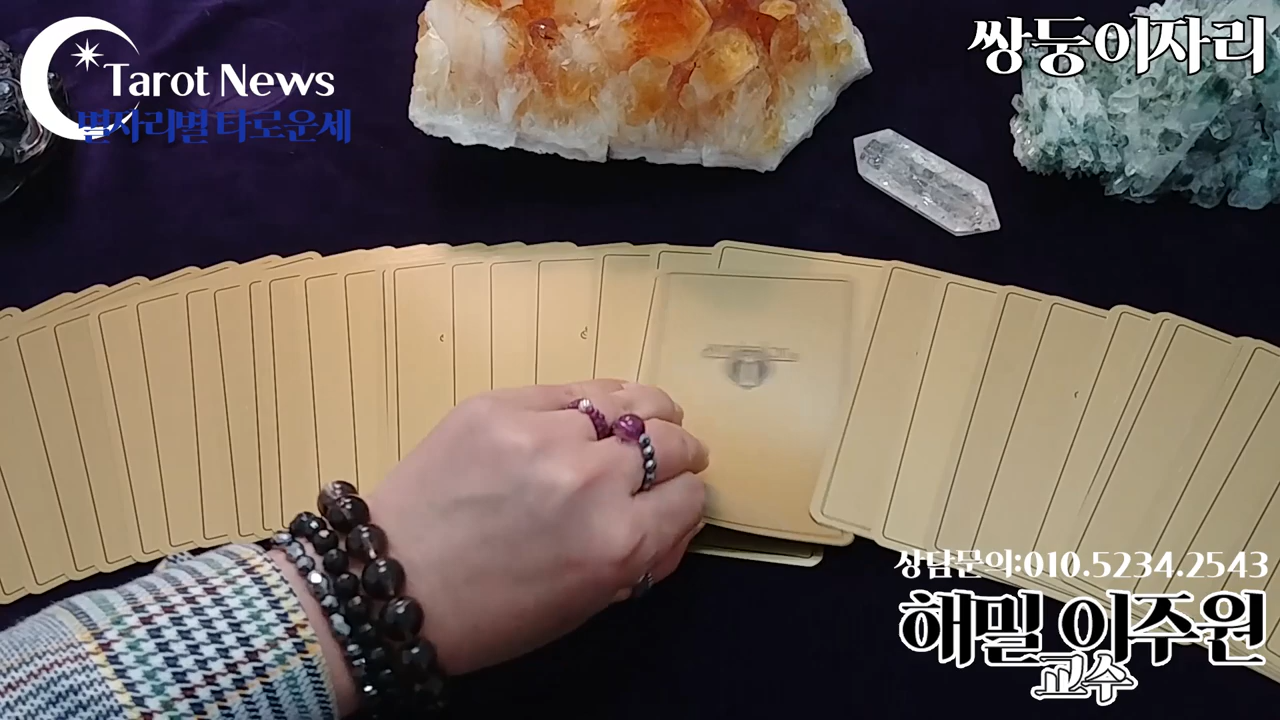 Tarot News
별자리별 타로운세
쌍둥이자리
상담문의:010.5234.2543
해밀 이주원
교수